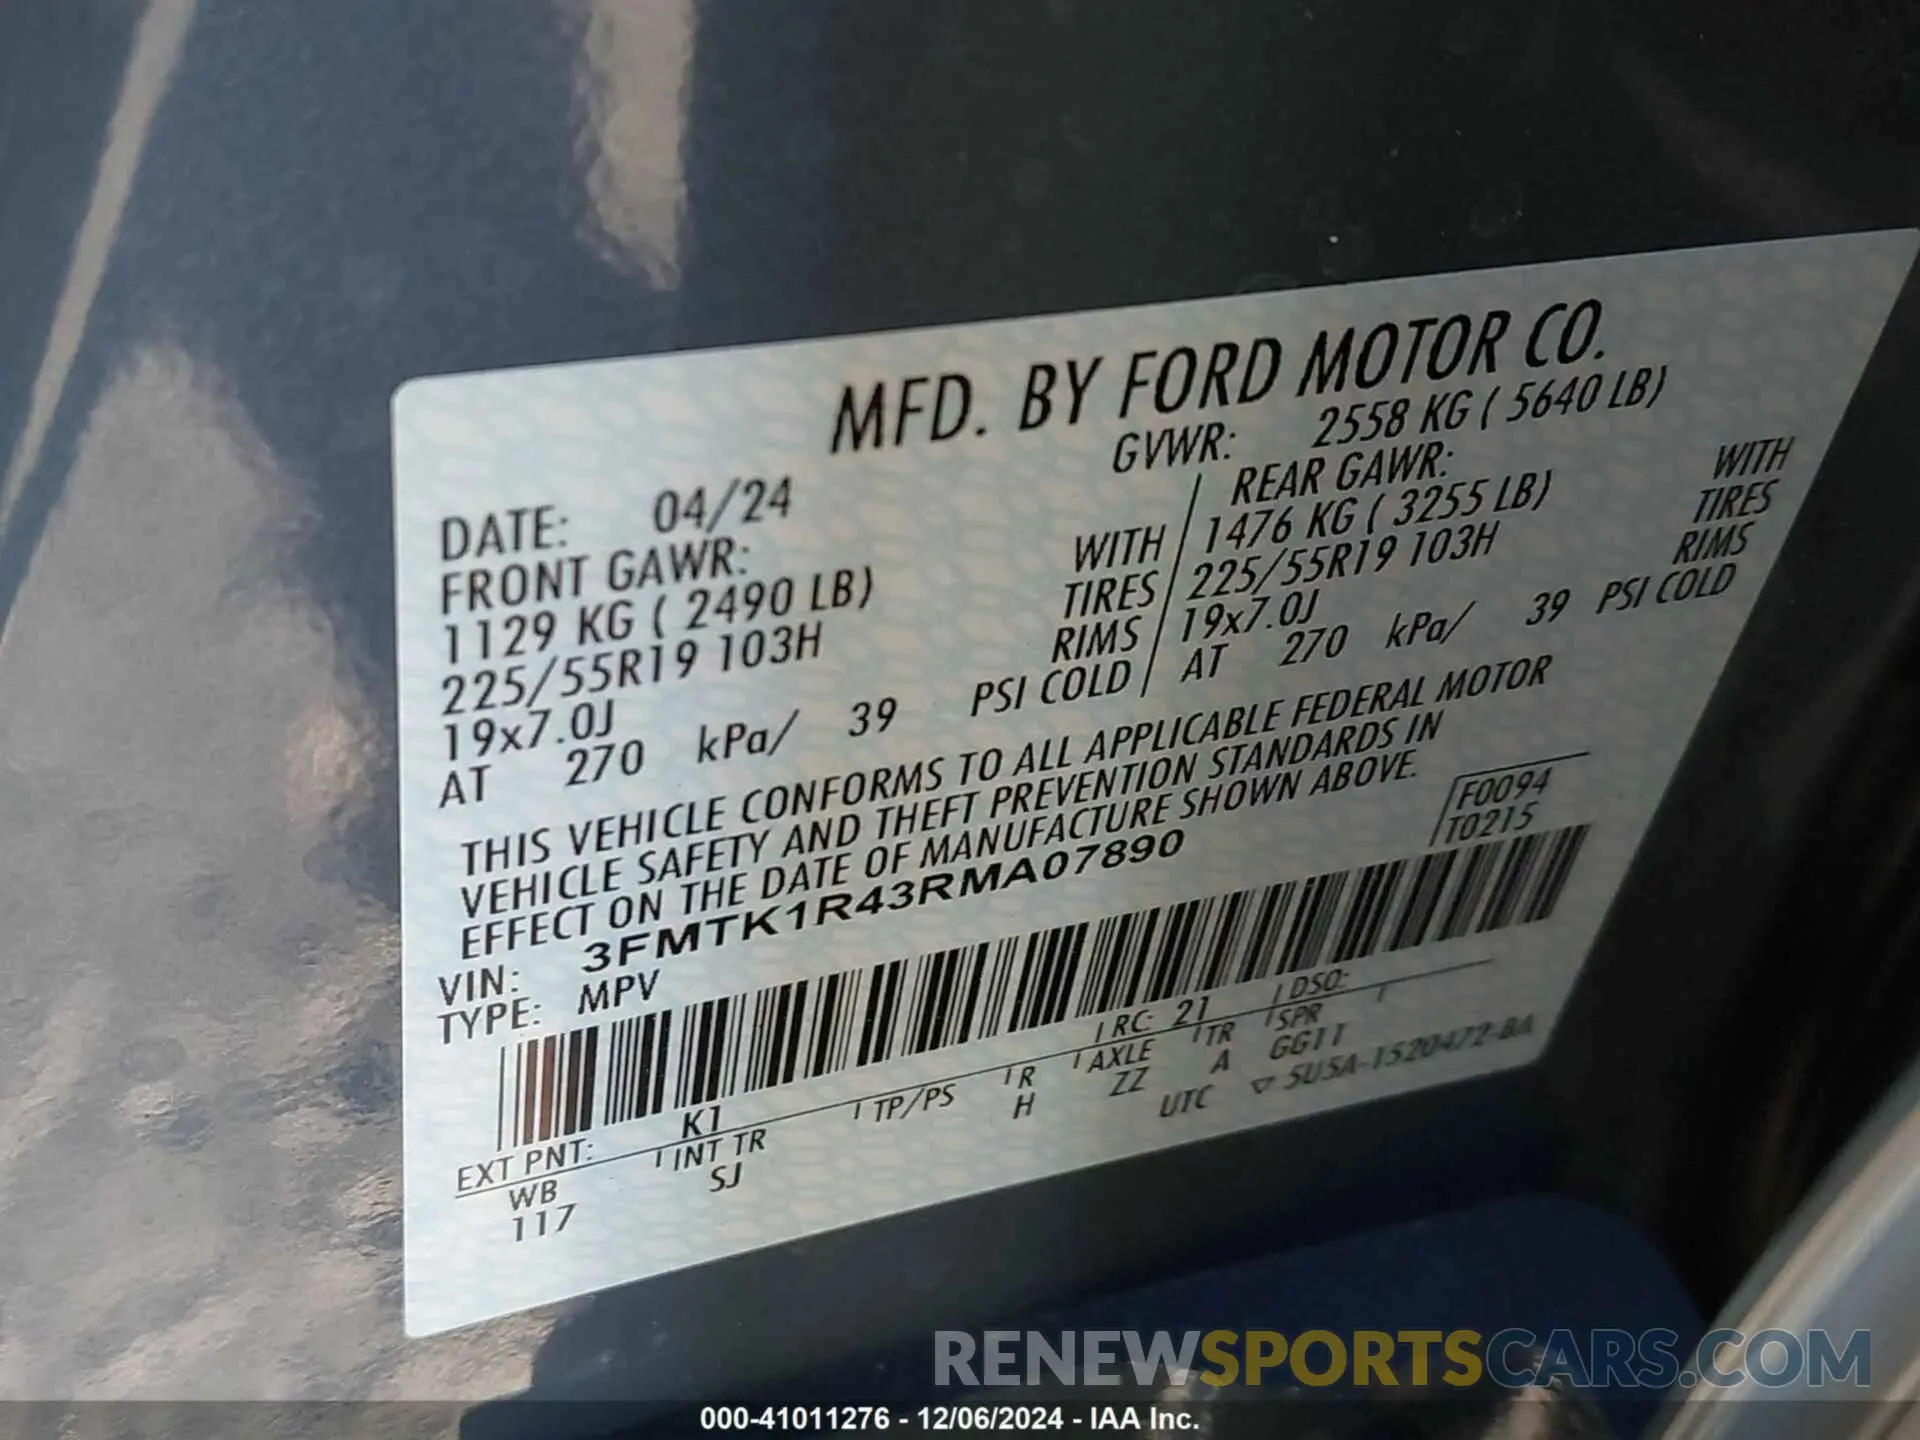 MFD. BY FORD MOTOR CO.
DATE: 04/24 GVWR: 2558 KG ( 5640 LB)
FRONT GAWR: REAR GAWR:
1129 KG ( 2490 LB) WITH 1476 KG ( 3255 LB) WITH
225/55R19 103H TIRES 225/55R19 103H TIRES
19x7.0J RIMS 19x7.0J RIMS
AT 270 kPa/ 39 PSI COLD AT 270 kPa/ 39 PSI COLD
THIS VEHICLE CONFORMS TO ALL APPLICABLE FEDERAL MOTOR
VEHICLE SAFETY AND THEFT PREVENTION STANDARDS IN
EFFECT ON THE DATE OF MANUFACTURE SHOWN ABOVE.
F0094
T0215
VIN: 3FMTK1R43RMA07890
TYPE: MPV
EXT PNT: K1 RC: 21 DSO:
WB INT TR TP/PS R AXLE TR SPR
117 SJ H ZZ A GG11
UTC ▽ 5U5A-1520472-BA
RENEWSPORTSCARS.COM
000-41011276 - 12/06/2024 - IAA Inc.